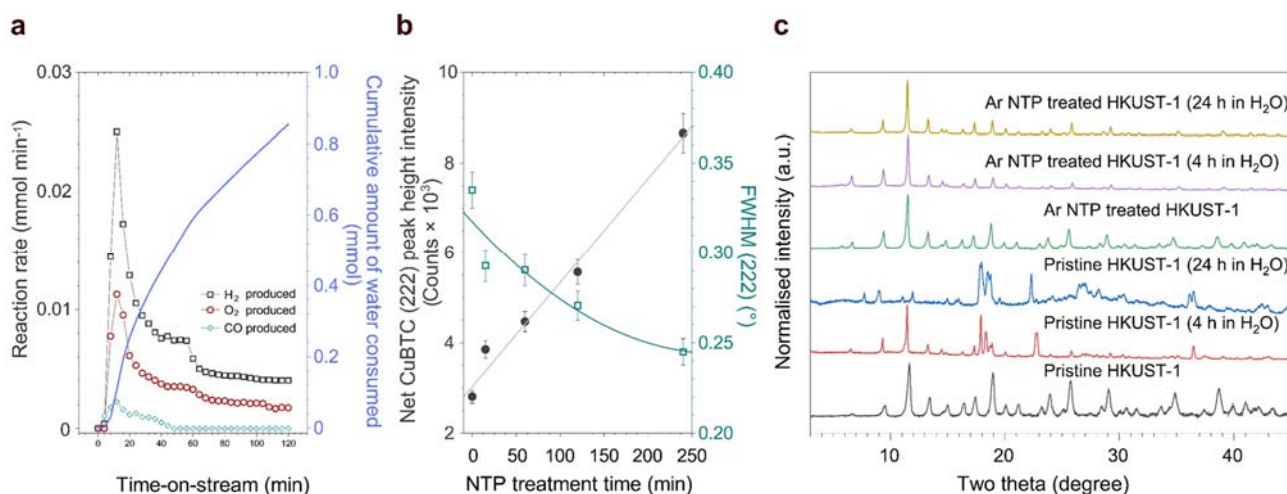 a
Reaction rate (mmol min⁻¹)
0.03
0.02
0.01
0
1.0
0.8
0.6
0.4
0.2
0
Cumulative amount of water consumed
(mmol)
H₂ produced
O₂ produced
CO produced
0 20 40 60 80 100 120
Time-on-stream (min)
b
Net CuBTC (222) peak height intensity
(Counts × 10³)
10
8
6
4
2
0.40
0.35
0.30
0.25
0.20
FWHM (222) (°)
0 50 100 150 200 250
NTP treatment time (min)
c
Normalised intensity (a.u.)
Ar NTP treated HKUST-1 (24 h in H₂O)
Ar NTP treated HKUST-1 (4 h in H₂O)
Ar NTP treated HKUST-1
Pristine HKUST-1 (24 h in H₂O)
Pristine HKUST-1 (4 h in H₂O)
Pristine HKUST-1
10 20 30 40
Two theta (degree)